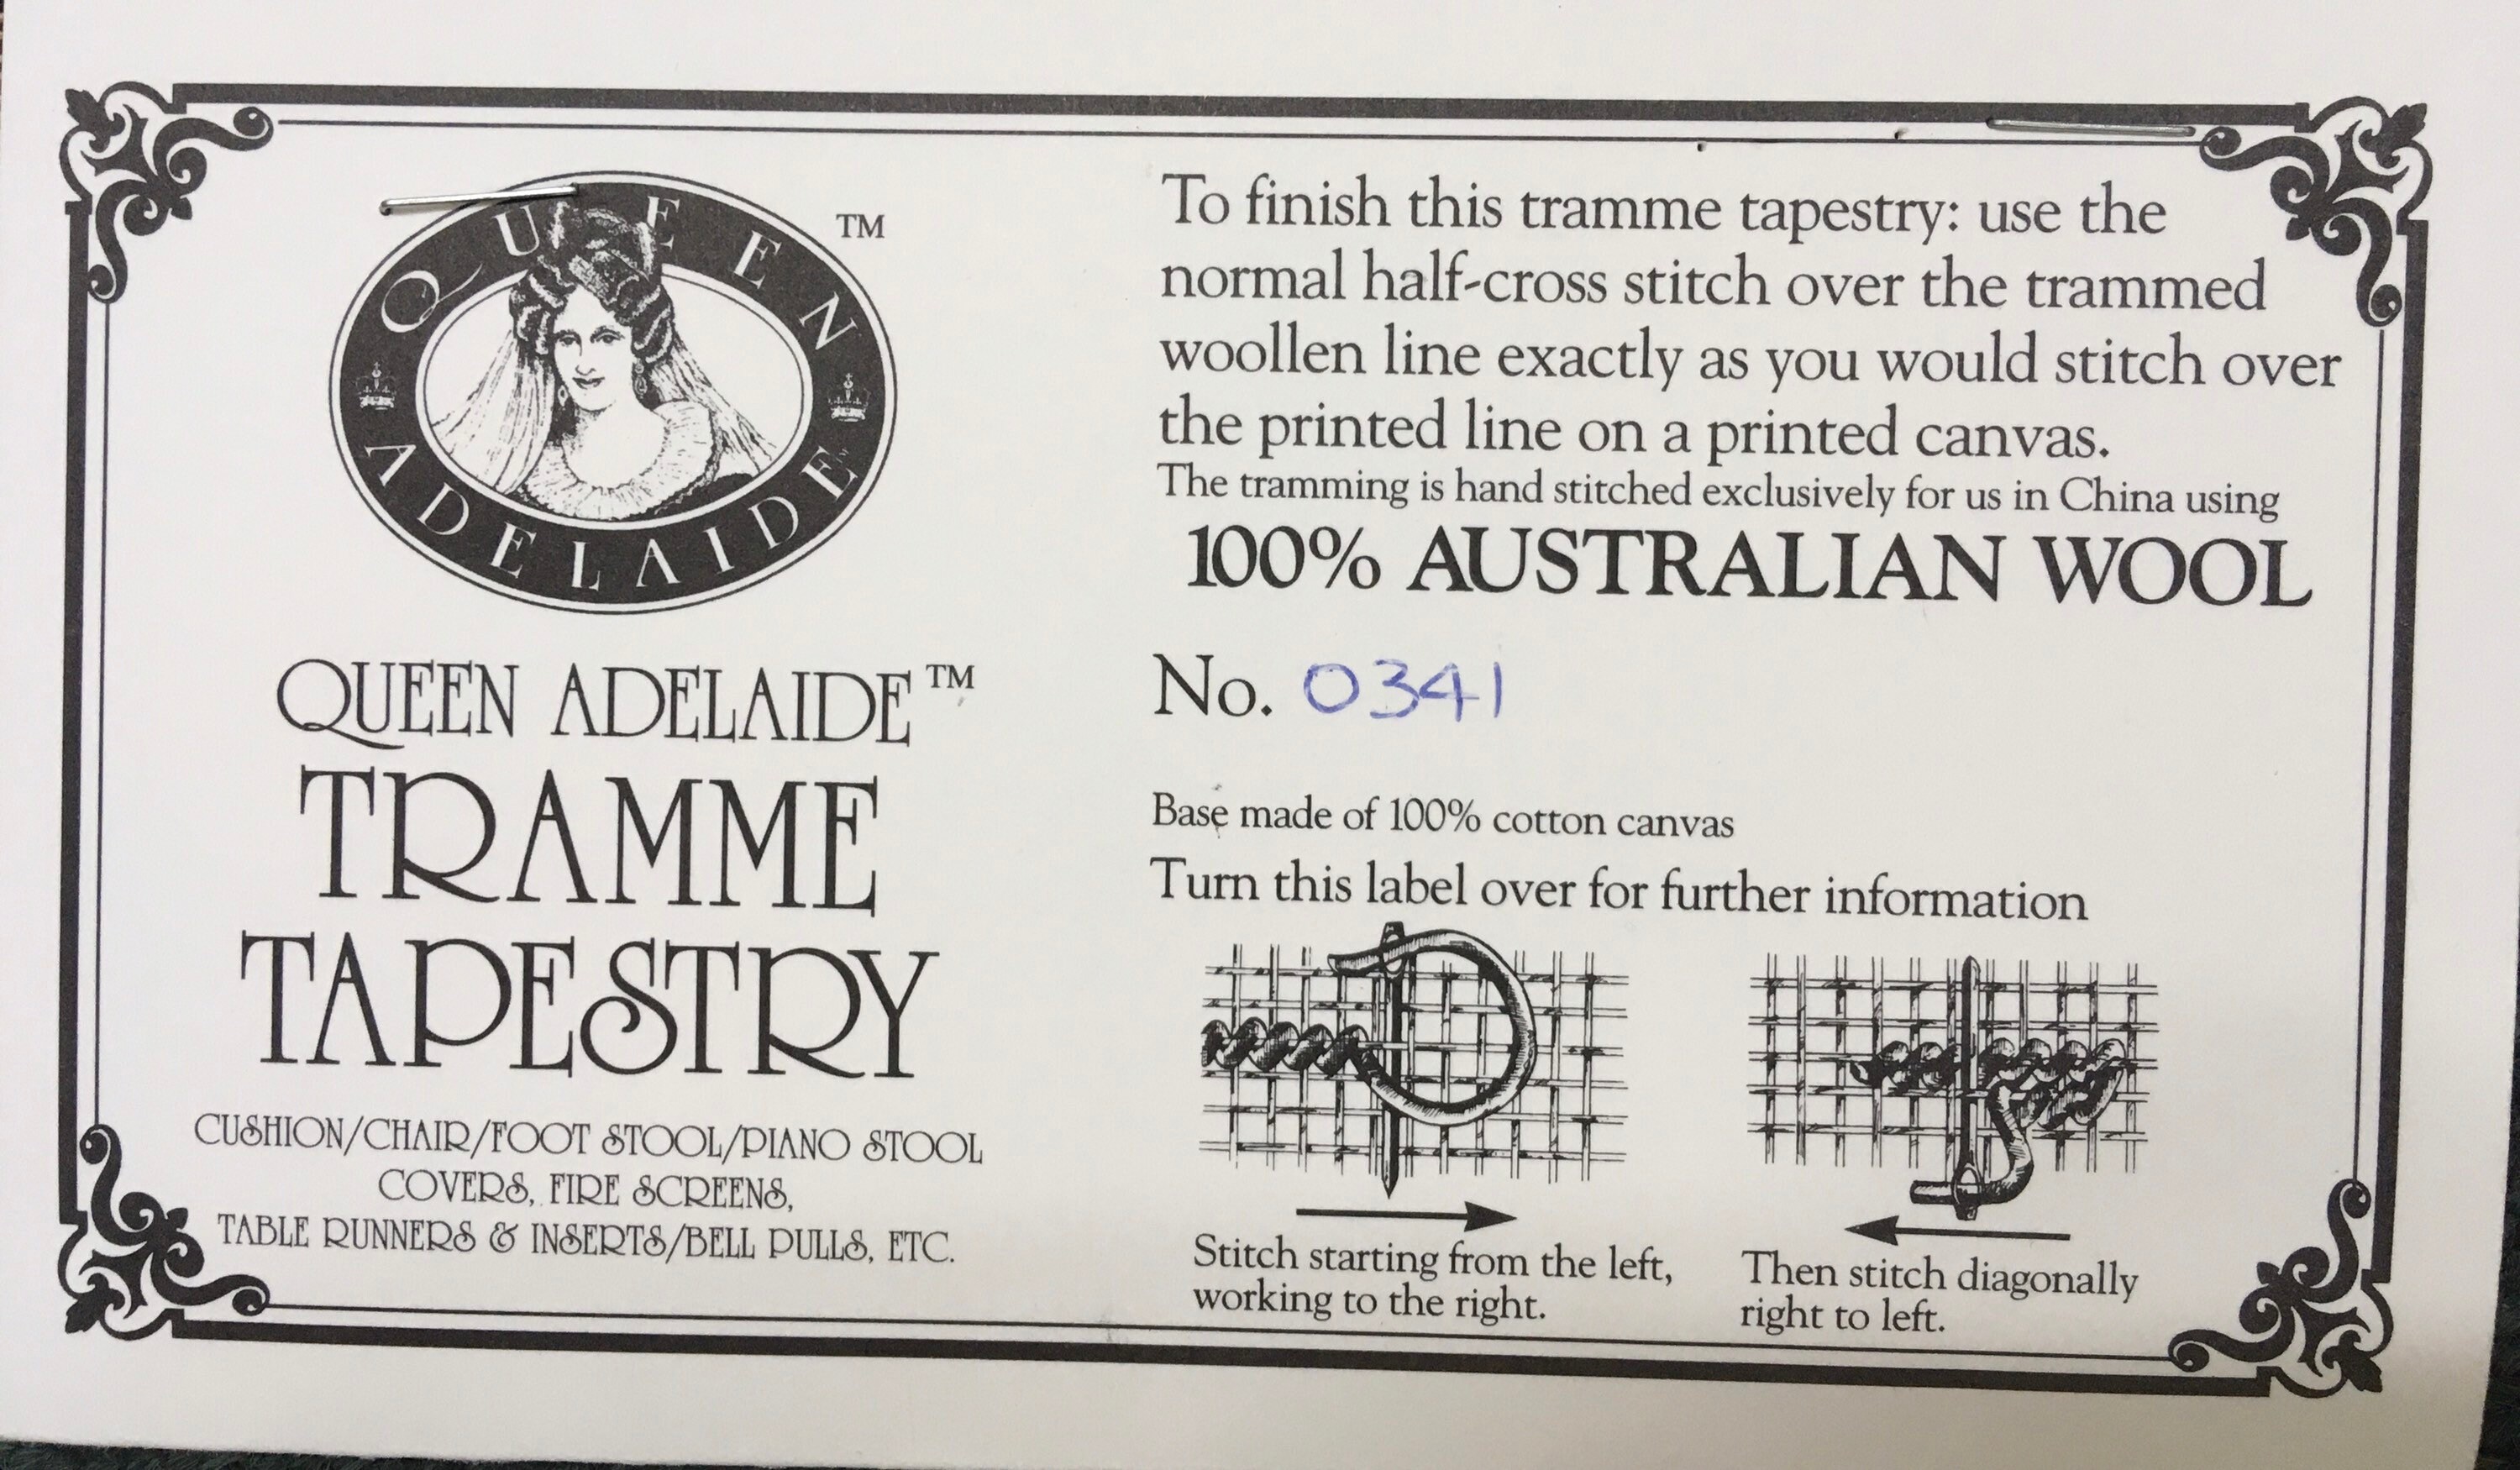 QUEEN
ADELAIDE
TM
QUEEN ADELAIDE™
TRAMME
TAPESTRY
CUSHION/CHAIR/FOOT STOOL/PIANO STOOL
COVERS, FIRE SCREENS,
TABLE RUNNERS & INSERTS/BELL PULLS, ETC.
To finish this tramme tapestry: use the
normal half-cross stitch over the trammed
woollen line exactly as you would stitch over
the printed line on a printed canvas.
The tramming is hand stitched exclusively for us in China using
100% AUSTRALIAN WOOL
No. 0341
Base made of 100% cotton canvas
Turn this label over for further information
Stitch starting from the left,
working to the right.
Then stitch diagonally
right to left.